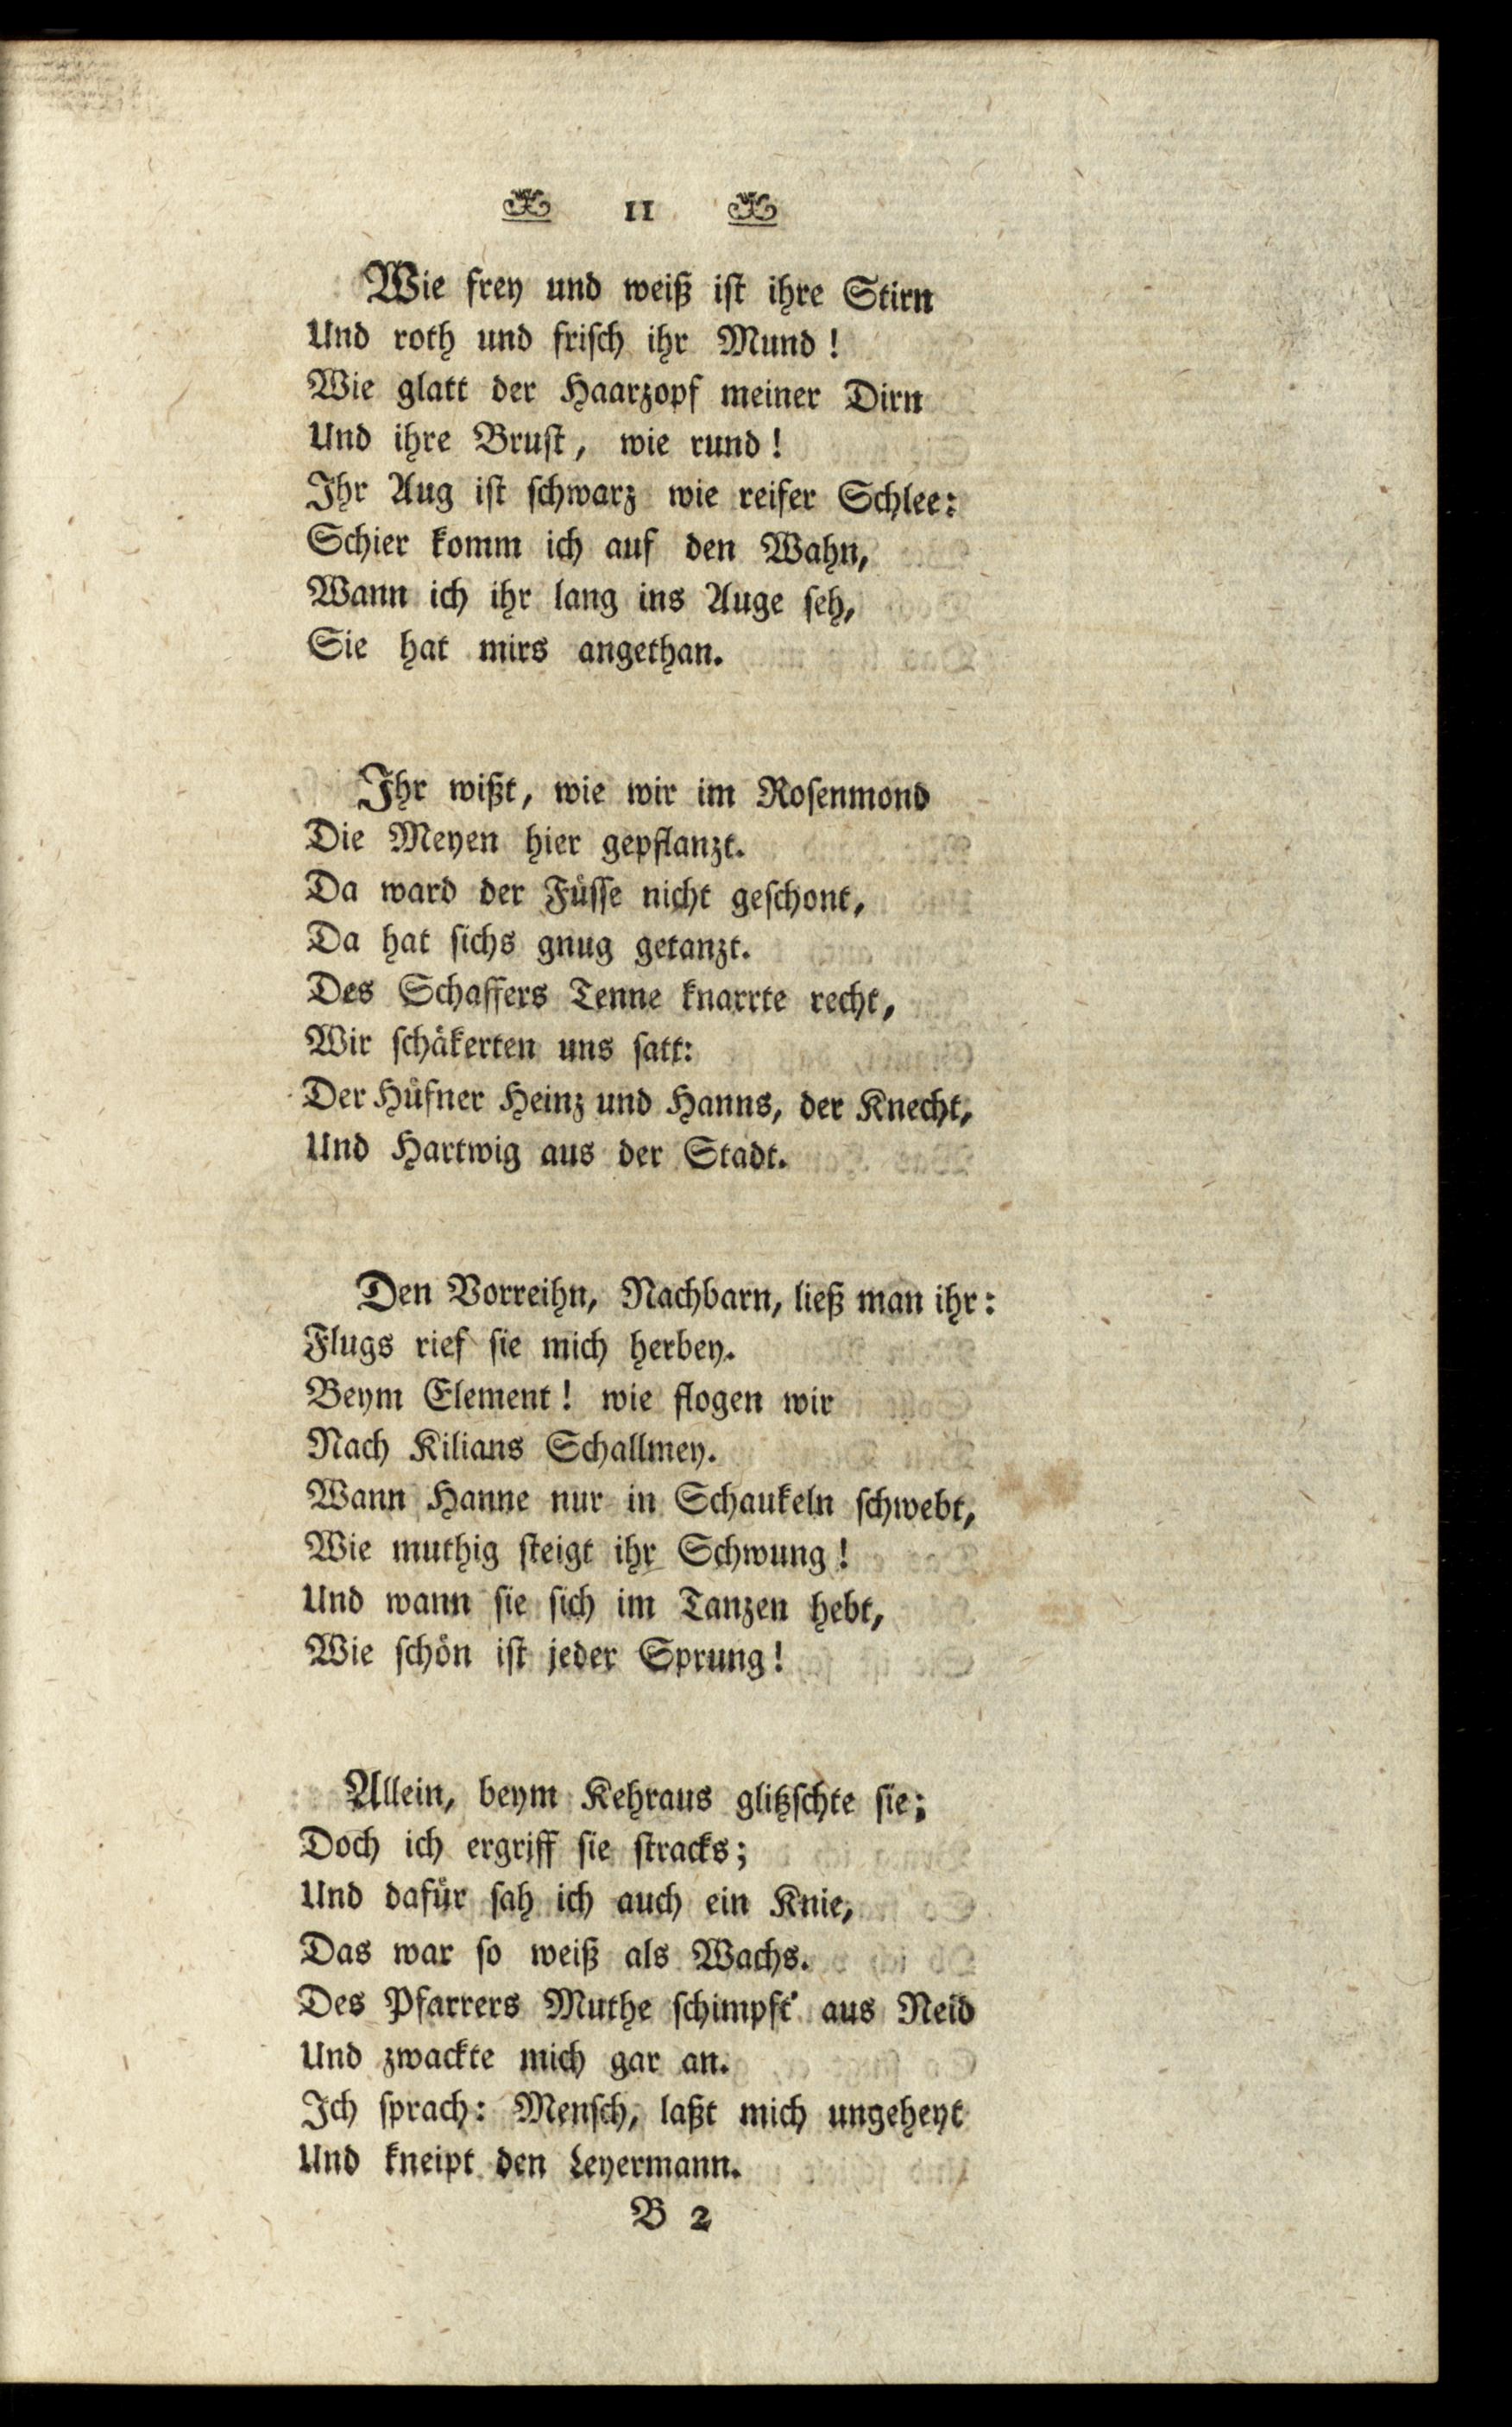 11
Wie frey und weiß ist ihre Stirn
Und roth und frisch ihr Mund!
Wie glatt der Haarzopf meiner Dirn
Und ihre Brust, wie rund!
Ihr Aug ist schwarz wie reifer Schlee:
Schier komm ich auf den Wahn,
Wann ich ihr lang ins Auge seh,
Sie hat mirs angethan.
Ihr wißt, wie wir im Rosenmond
Die Meyen hier gepflanzt.
Da ward der Füsse nicht geschont,
Da hat sichs gnug getanzt.
Des Schaffers Tenne knarrte recht,
Wir schäkerten uns satt:
Der Hüfner Heinz und Hanns, der Knecht,
Und Hartwig aus der Stadt.
Den Vorreihn, Nachbarn, ließ man ihr:
Flugs rief sie mich herbey.
Beym Element! wie flogen wir
Nach Kilians Schallmey.
Wann Hanne nur in Schaukeln schwebt,
Wie muthig steigt ihr Schwung!
Und wann sie sich im Tanzen hebt,
Wie schön ist jeder Sprung!
Allein, beym Kehraus glitzschte sie;
Doch ich ergriff sie stracks;
Und dafür sah ich auch ein Knie,
Das war so weiß als Wachs.
Des Pfarrers Muthe schimpft' aus Neid
Und zwackte mich gar an.
Ich sprach: Mensch, laßt mich ungeheyt
Und kneipt den Leyermann.
B 2